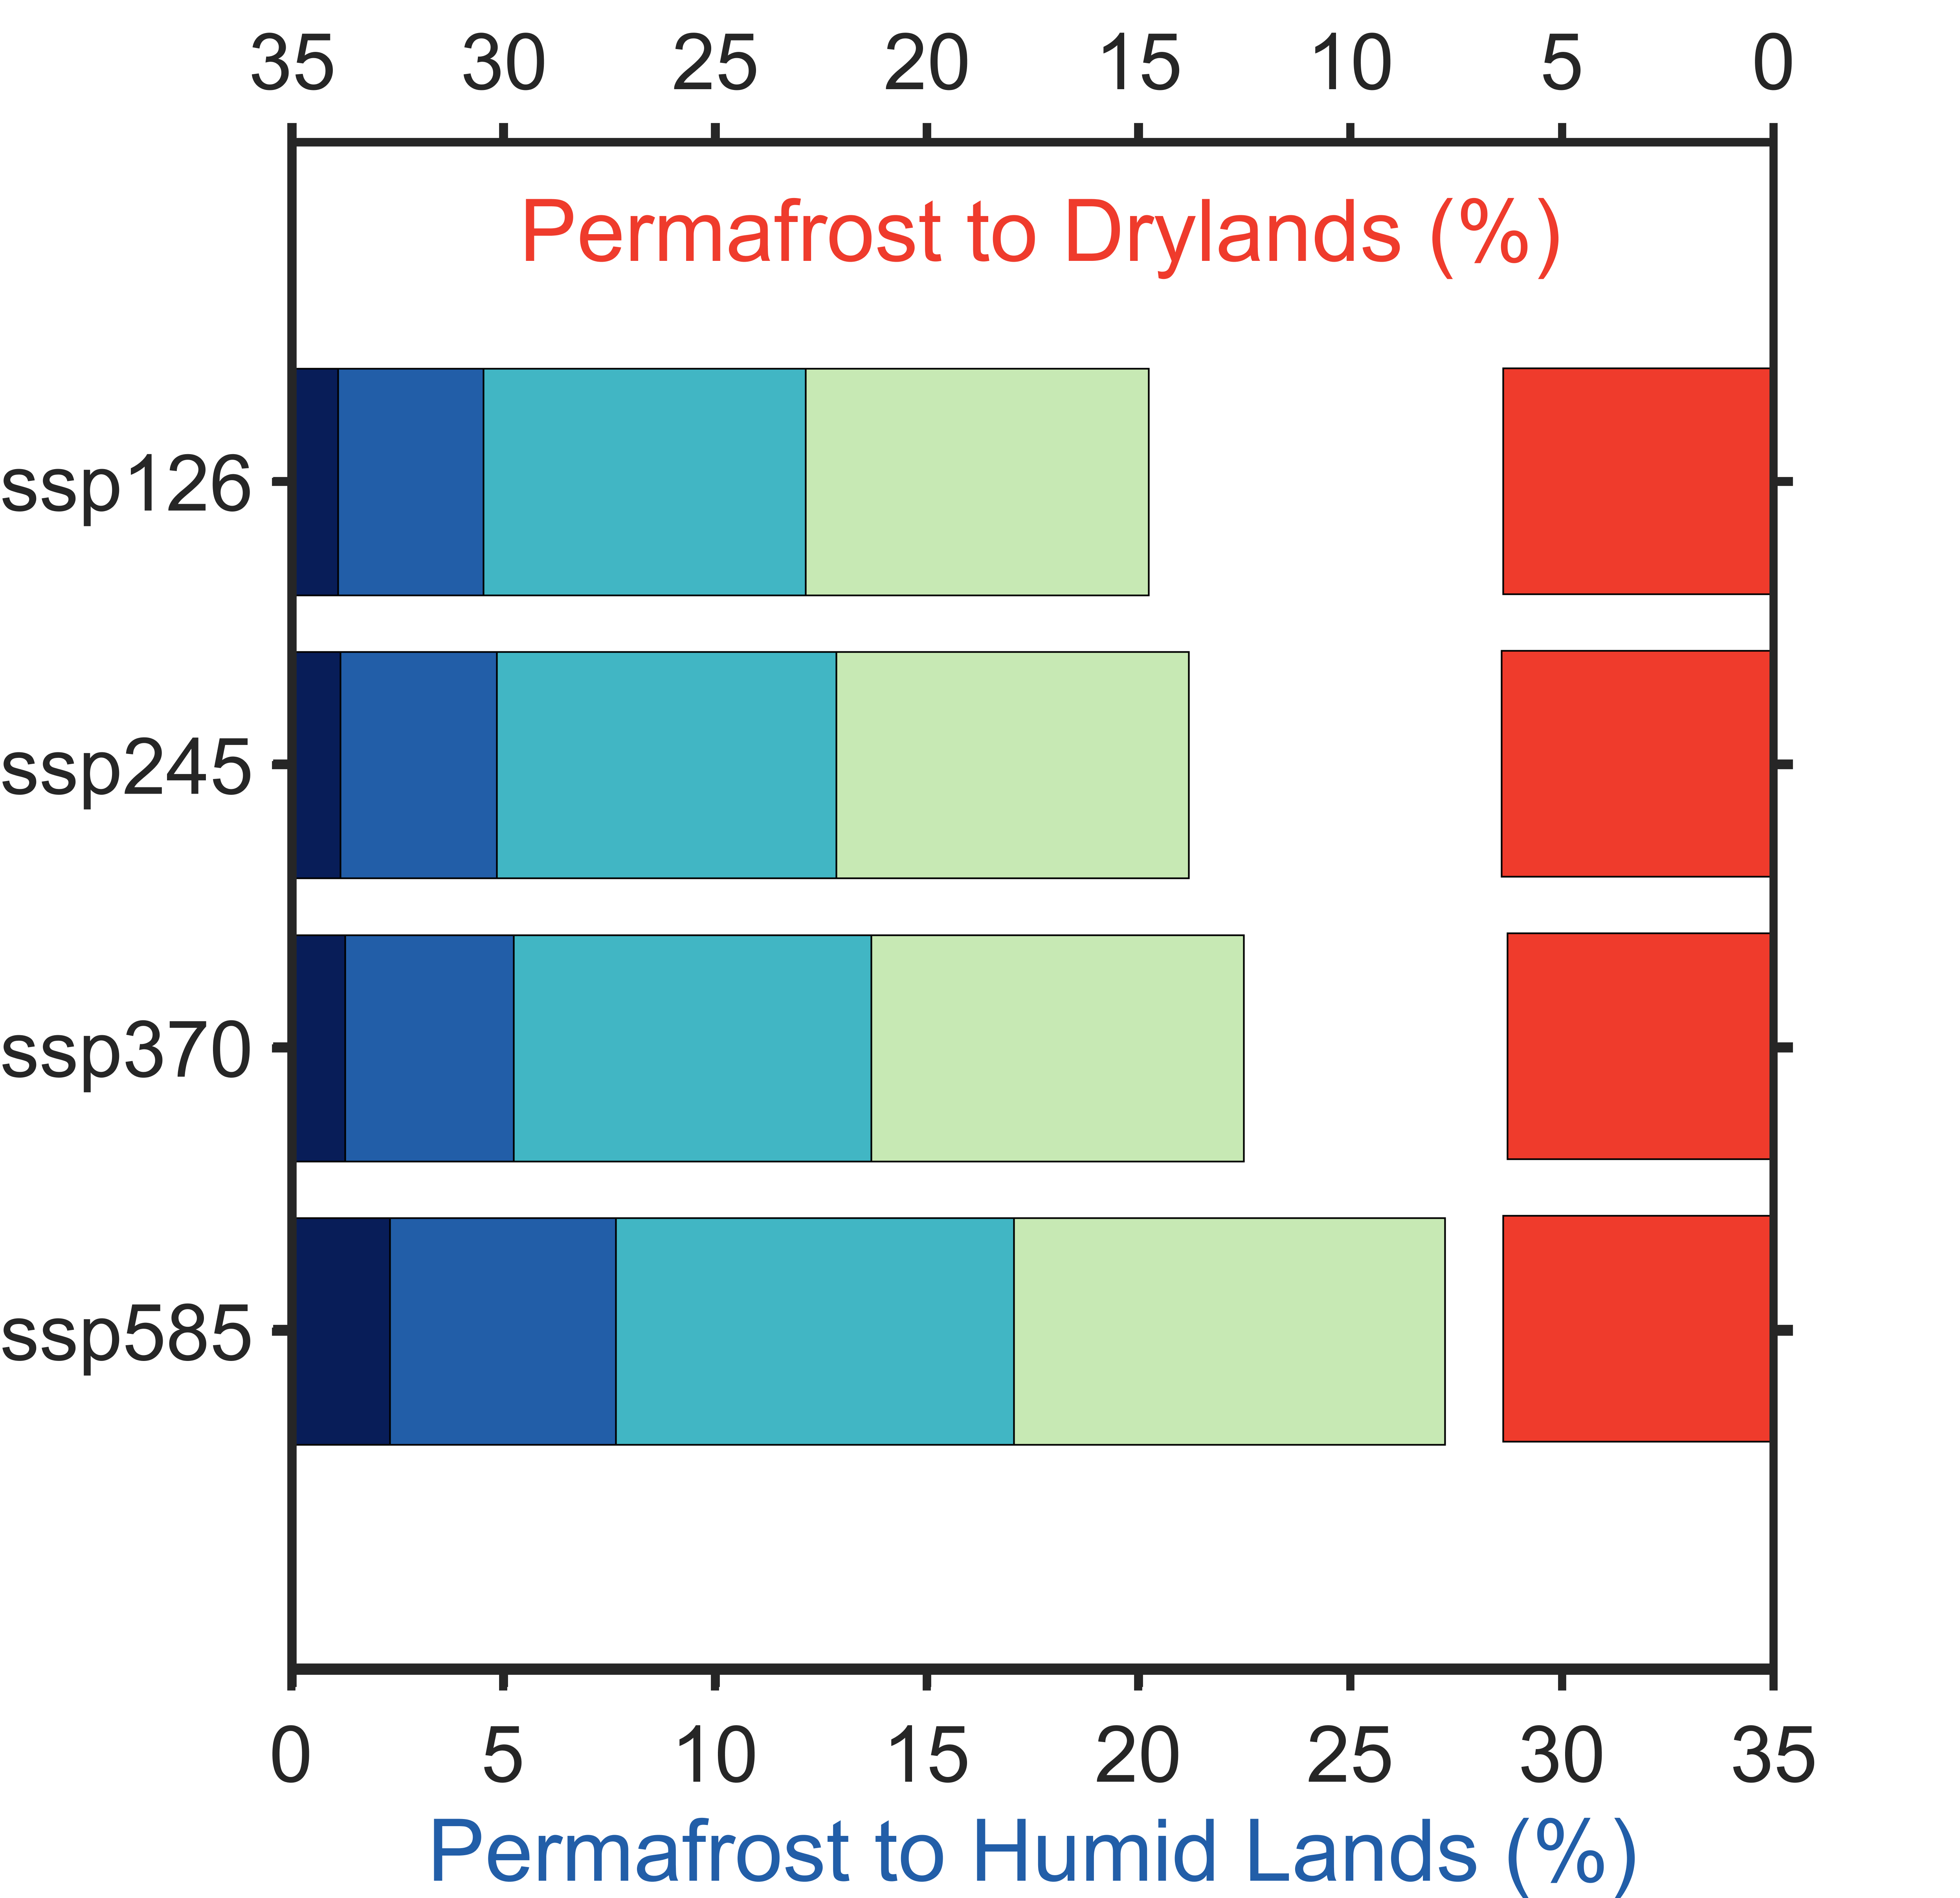 35 30 25 20 15 10 5 0
Permafrost to Drylands (%)
ssp126
ssp245
ssp370
ssp585
0 5 10 15 20 25 30 35
Permafrost to Humid Lands (%)